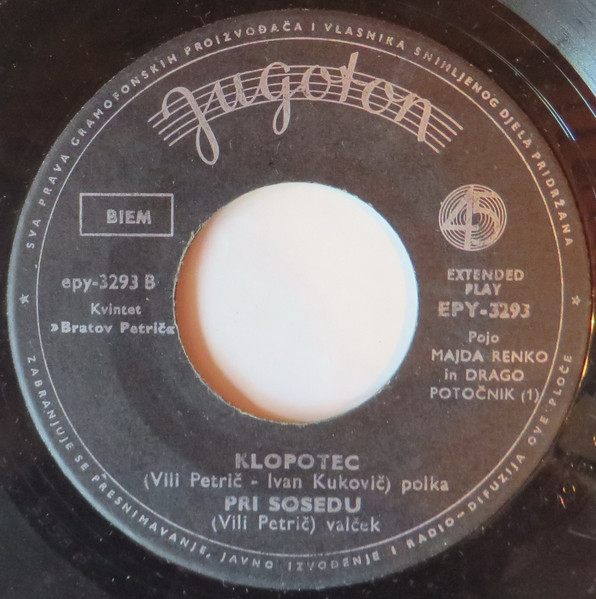 SVA PRAVA GRAMOFONSKIH PROIZVOĐAČA I VLASNIKA SNIMLJENOG DJELA PRIDRŽANA
Jugoton
BIEM
45
epy-3293 B
Kvintet
»Bratov Petriča
EXTENDED
PLAY
EPY-3293
Pojo
MAJDA RENKO
in DRAGO
POTOČNIK (1)
KLOPOTEC
(Vili Petrič - Ivan Kukovič) polka
PRI SOSEDU
(Vili Petrič) valček
ZABRANJUJE SE PRESNIMAVANJE, JAVNO IZVOĐENJE I RADIO-DIFUZIJA OVE PLOČE